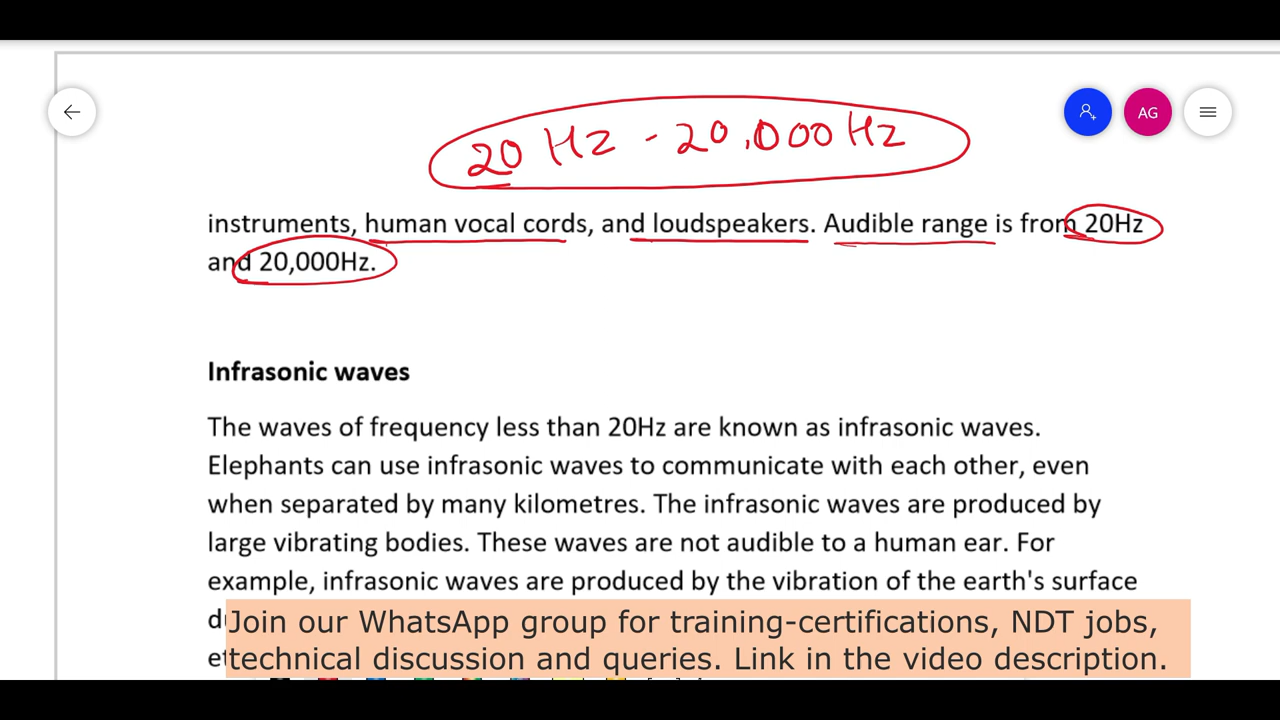 AG
20 Hz - 20,000 Hz
instruments, human vocal cords, and loudspeakers. Audible range is from 20Hz
and 20,000Hz.
Infrasonic waves
The waves of frequency less than 20Hz are known as infrasonic waves.
Elephants can use infrasonic waves to communicate with each other, even
when separated by many kilometres. The infrasonic waves are produced by
large vibrating bodies. These waves are not audible to a human ear. For
example, infrasonic waves are produced by the vibration of the earth's surface
Join our WhatsApp group for training-certifications, NDT jobs,
technical discussion and queries. Link in the video description.